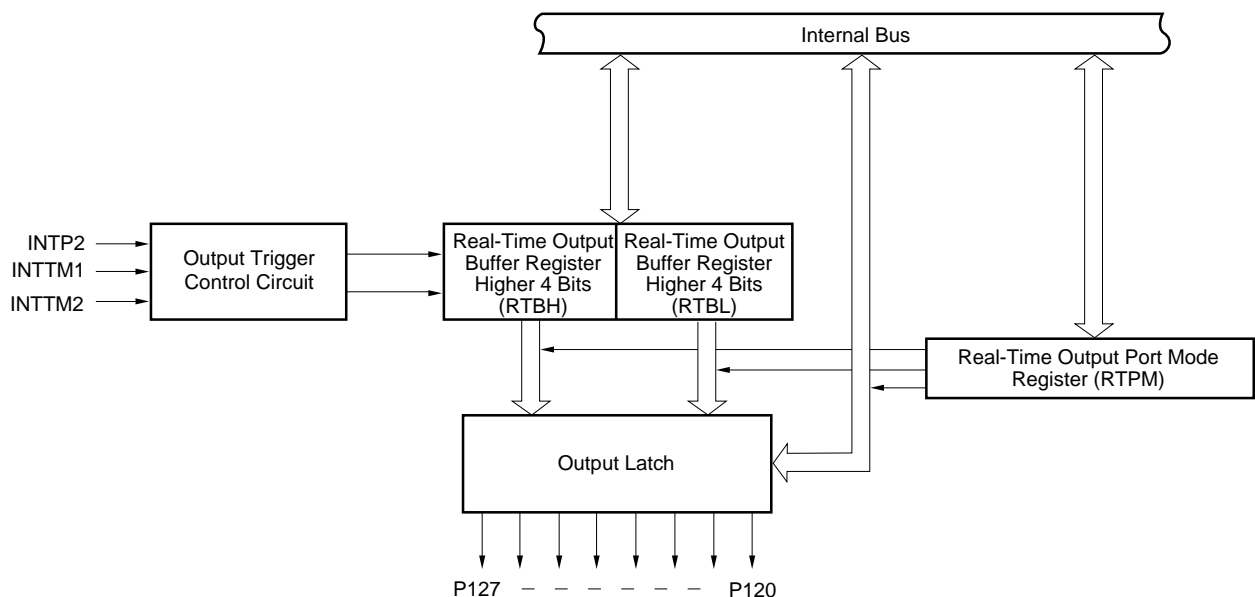 Internal Bus
INTP2
INTTM1
INTTM2
Output Trigger
Control Circuit
Real-Time Output
Buffer Register
Higher 4 Bits
(RTBH)
Real-Time Output
Buffer Register
Higher 4 Bits
(RTBL)
Real-Time Output Port Mode
Register (RTPM)
Output Latch
P127 – – – – – – P120